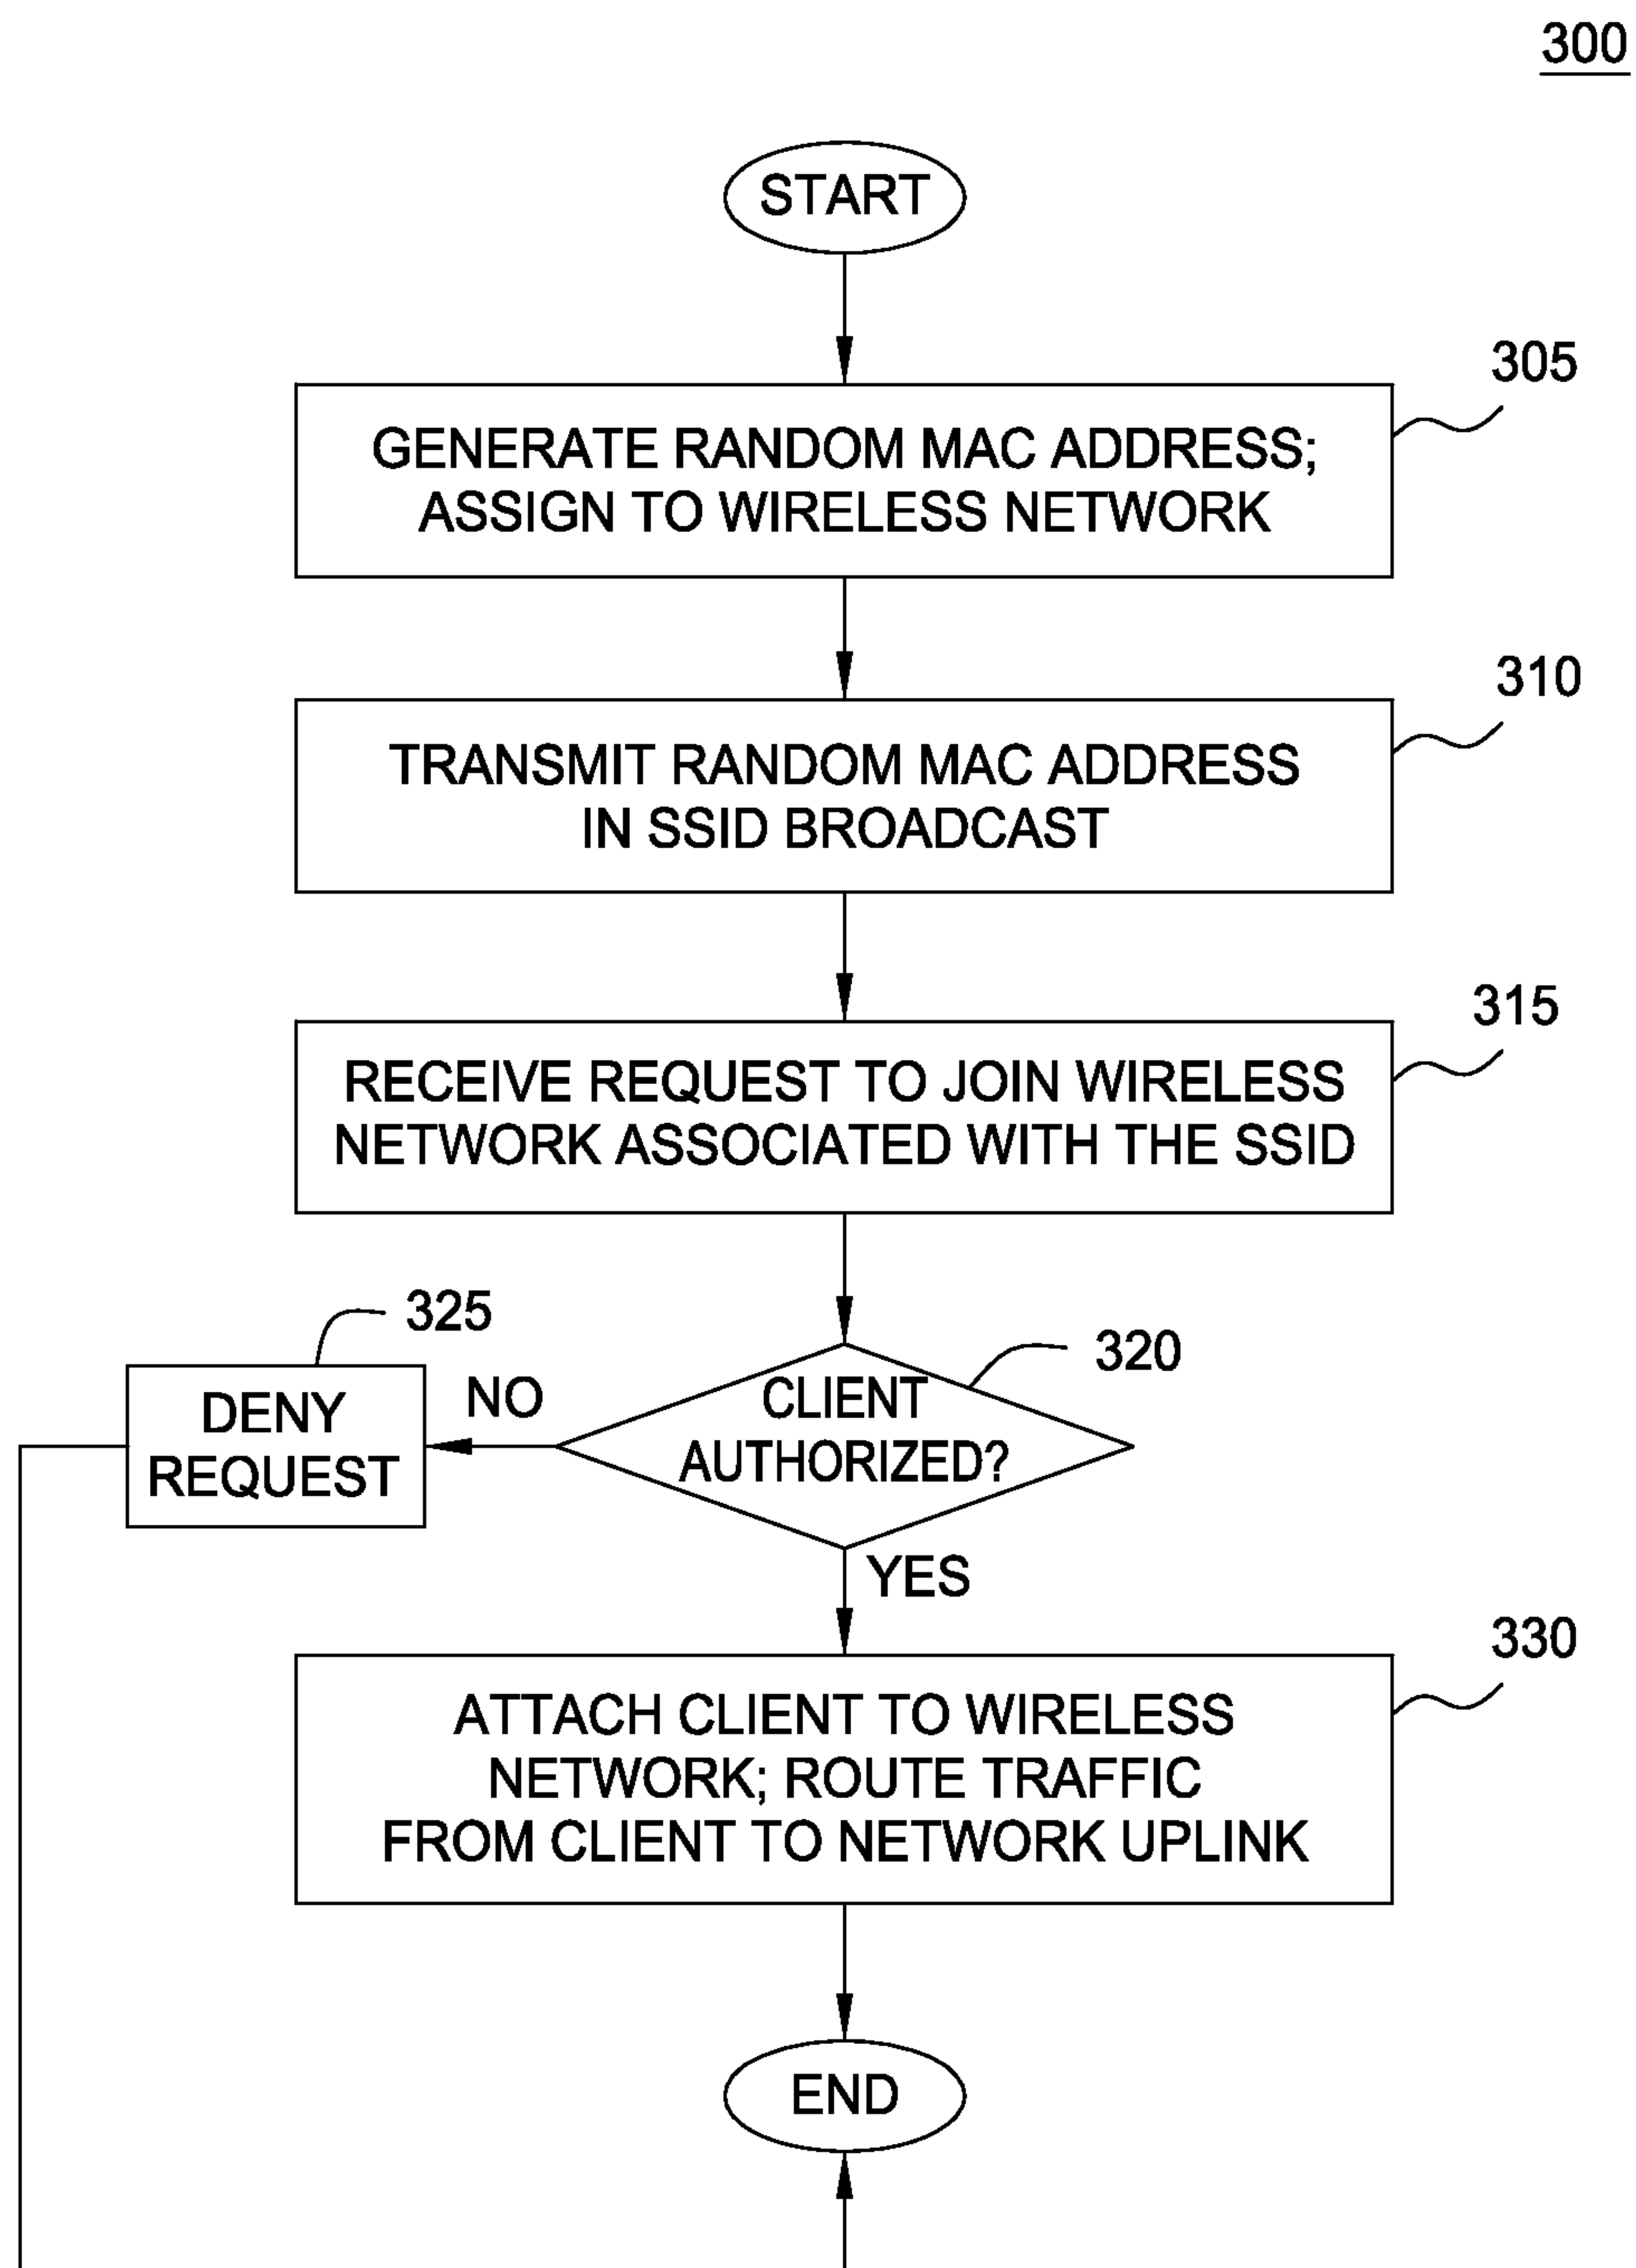 300
START
305
GENERATE RANDOM MAC ADDRESS;
ASSIGN TO WIRELESS NETWORK
310
TRANSMIT RANDOM MAC ADDRESS
IN SSID BROADCAST
315
RECEIVE REQUEST TO JOIN WIRELESS
NETWORK ASSOCIATED WITH THE SSID
325
DENY
REQUEST
NO
320
CLIENT
AUTHORIZED?
YES
330
ATTACH CLIENT TO WIRELESS
NETWORK; ROUTE TRAFFIC
FROM CLIENT TO NETWORK UPLINK
END